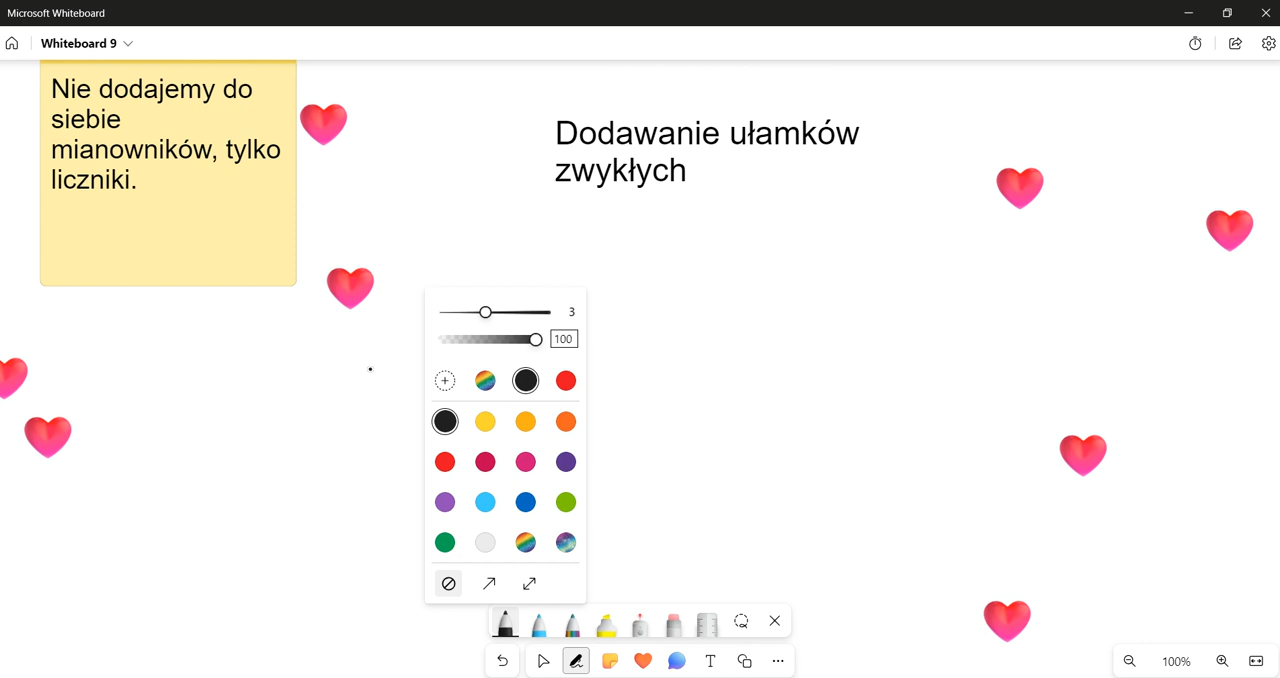 Microsoft Whiteboard
Whiteboard 9
Nie dodajemy do
siebie
mianowników, tylko
liczniki.
Dodawanie ułamków
zwykłych
3
100
100%